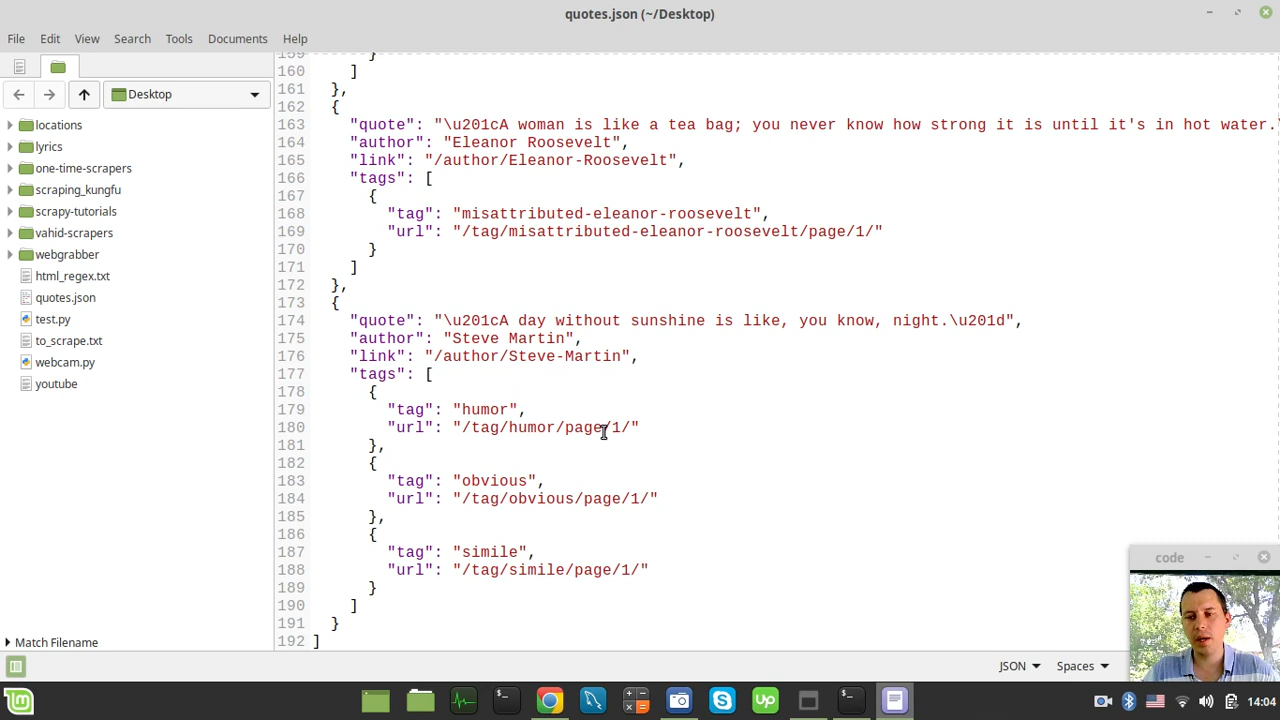 quotes.json (~/Desktop)
File Edit View Search Tools Documents Help
Desktop
locations
lyrics
one-time-scrapers
scraping_kungfu
scrapy-tutorials
vahid-scrapers
webgrabber
html_regex.txt
quotes.json
test.py
to_scrape.txt
webcam.py
youtube
Match Filename
159 }
160 ]
161 },
162 {
163 "quote": "\u201cA woman is like a tea bag; you never know how strong it is until it's in hot water.
164 "author": "Eleanor Roosevelt",
165 "link": "/author/Eleanor-Roosevelt",
166 "tags": [
167 {
168 "tag": "misattributed-eleanor-roosevelt",
169 "url": "/tag/misattributed-eleanor-roosevelt/page/1/"
170 }
171 ]
172 },
173 {
174 "quote": "\u201cA day without sunshine is like, you know, night.\u201d",
175 "author": "Steve Martin",
176 "link": "/author/Steve-Martin",
177 "tags": [
178 {
179 "tag": "humor",
180 "url": "/tag/humor/page/1/"
181 },
182 {
183 "tag": "obvious",
184 "url": "/tag/obvious/page/1/"
185 },
186 {
187 "tag": "simile",
188 "url": "/tag/simile/page/1/"
189 }
190 ]
191 }
192 ]
code
JSON Spaces
Up
14:04